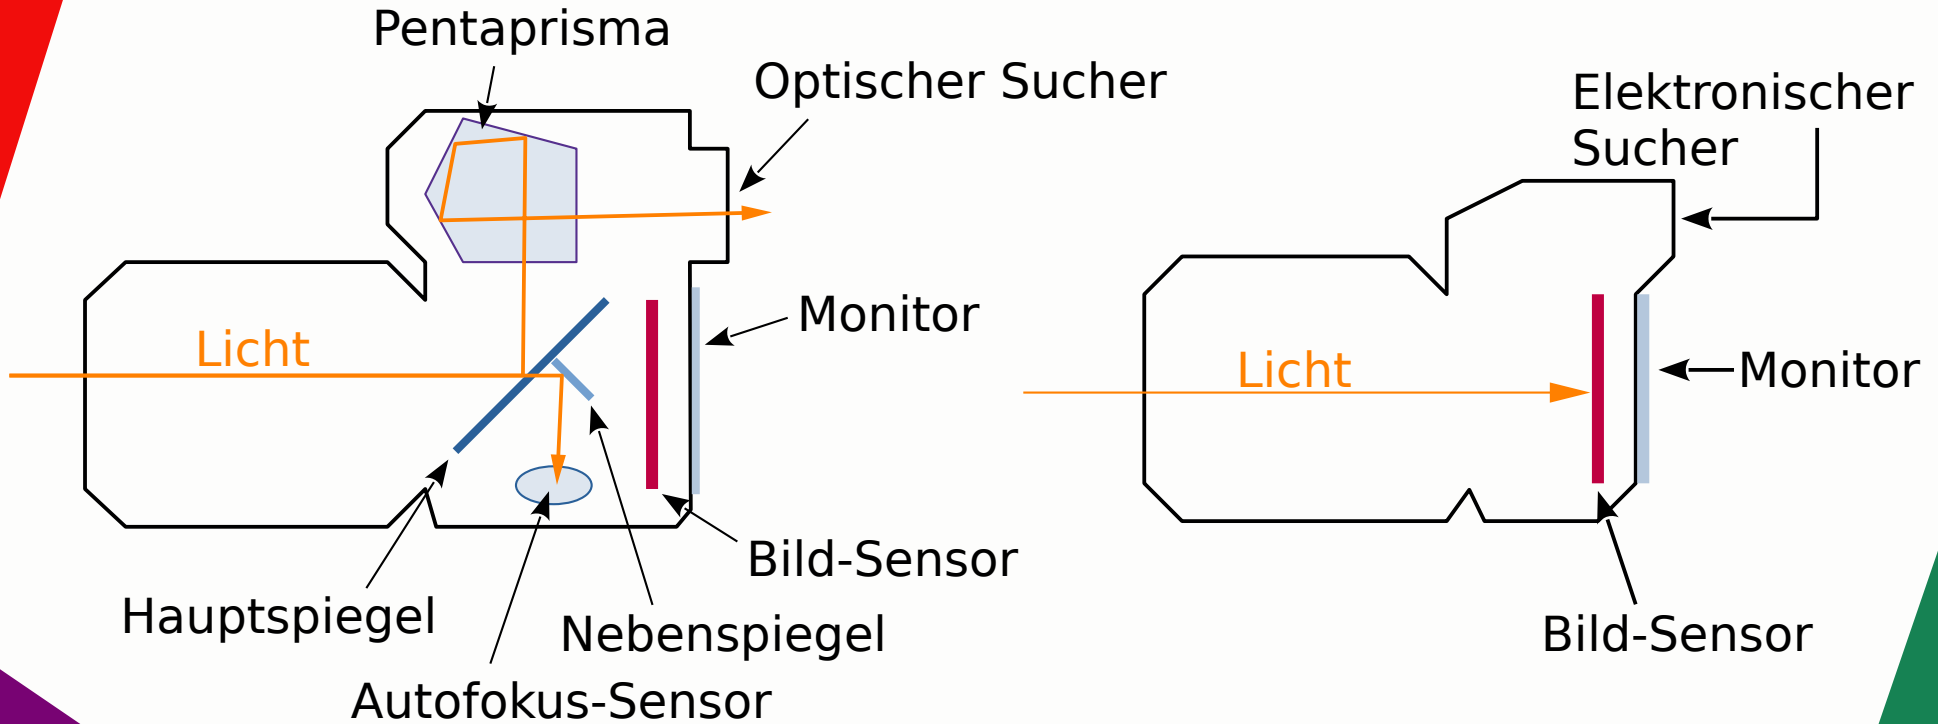 Pentaprisma
Optischer Sucher
Licht
Monitor
Bild-Sensor
Hauptspiegel
Nebenspiegel
Autofokus-Sensor
Elektronischer
Sucher
Licht
Monitor
Bild-Sensor